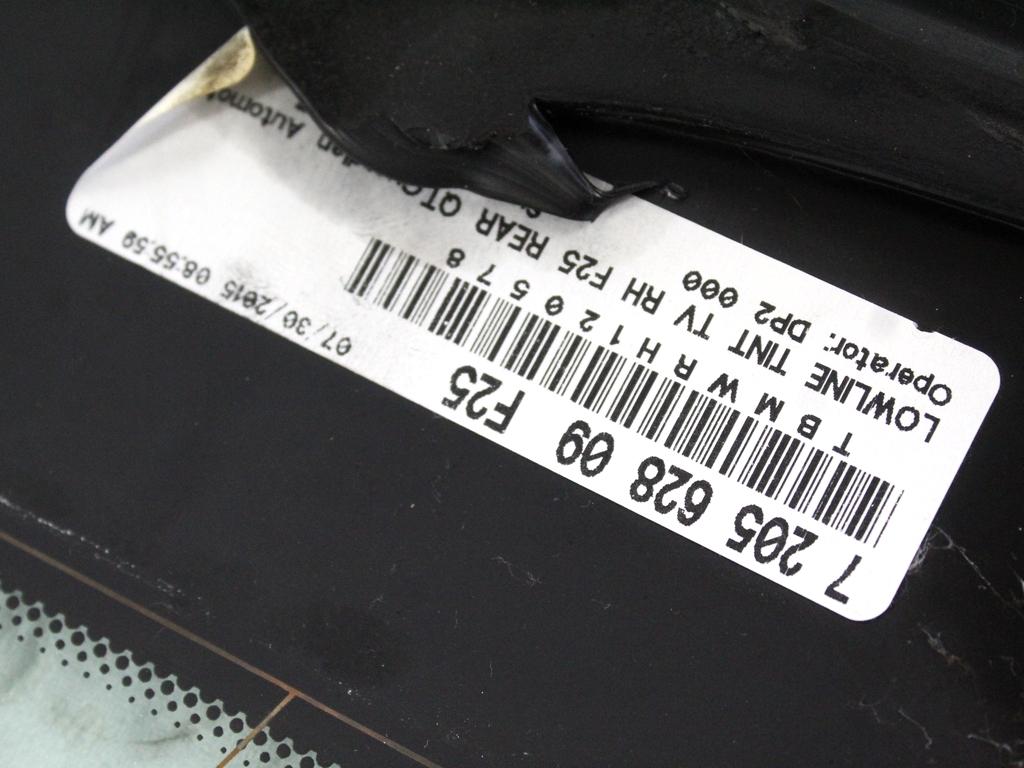 7 205 628 09 F25 07/30/2015 08:55:59 AM
T B M W R H 1 2 0 5 7 8
LOWLINE TINT TV RH F25 REAR QT
Operator: DP2 000